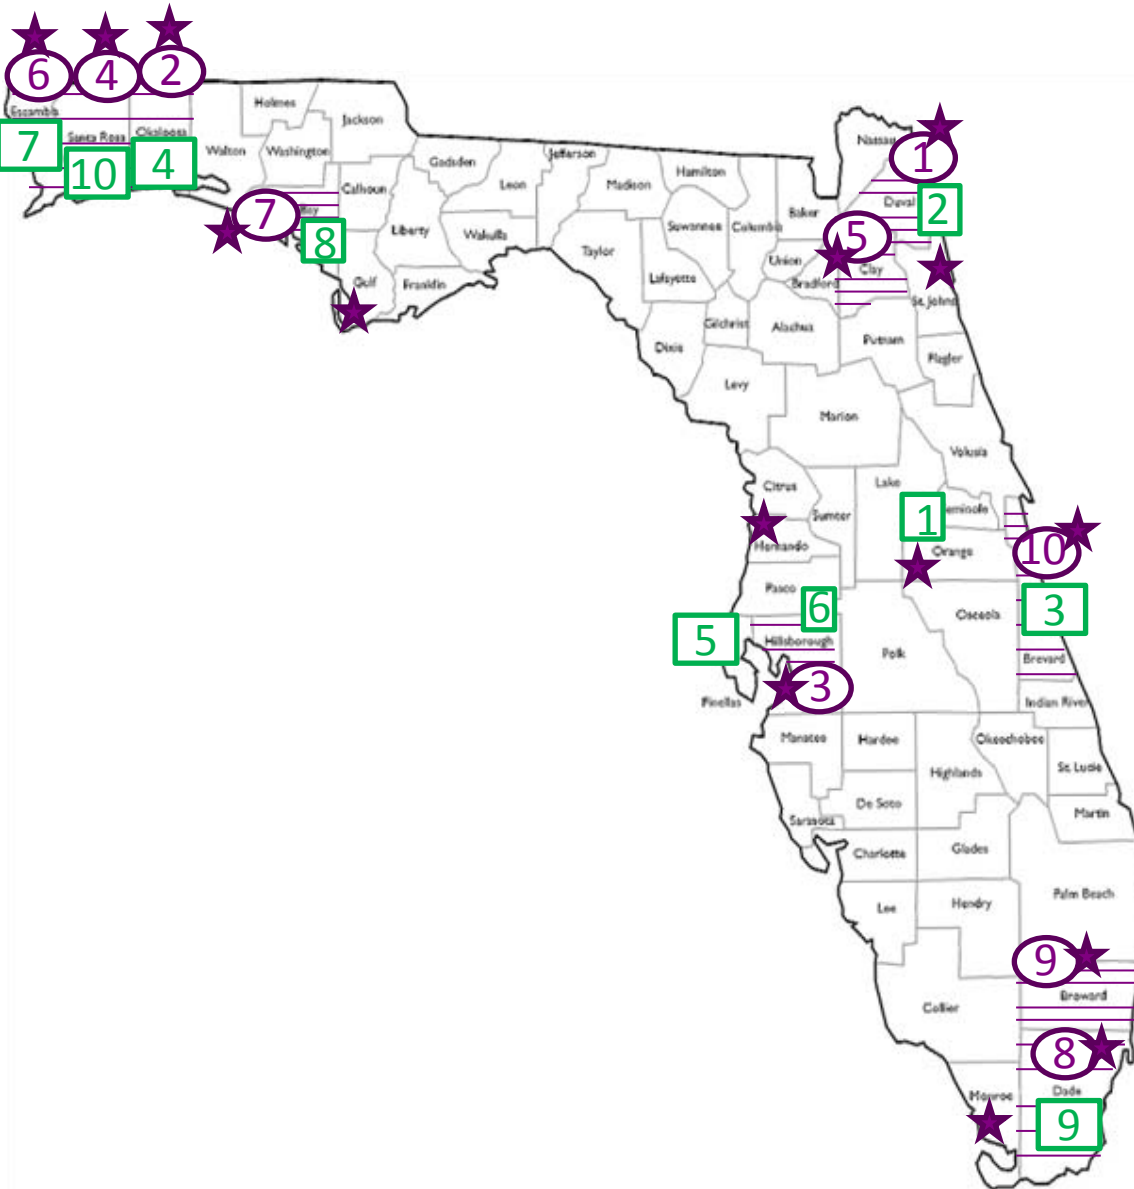 6 4 2
Escambia
7
Santa Rosa
10
Okaloosa
4
Walton
Holmes
Washington
Jackson
Bay
7
8
Calhoun
Gulf
Gadsden
Liberty
Franklin
Leon
Wakulla
Jefferson
Madison
Taylor
Hamilton
Suwannee
Lafayette
Columbia
Baker
Union
Bradford
Nassau
1
Duval
2
5
Clay
St. Johns
Gilchrist
Alachua
Dixie
Putnam
Flagler
Levy
Marion
Volusia
Citrus
Lake
Sumter
1
Seminole
Hernando
Orange
10
Pasco
6
Osceola
3
5
Hillsborough
Polk
Brevard
Pinellas
3
Indian River
Manatee
Hardee
Okeechobee
St. Lucie
Highlands
De Soto
Sarasota
Martin
Charlotte
Glades
Lee
Hendry
Palm Beach
9
Broward
Collier
8
Dade
Monroe
9